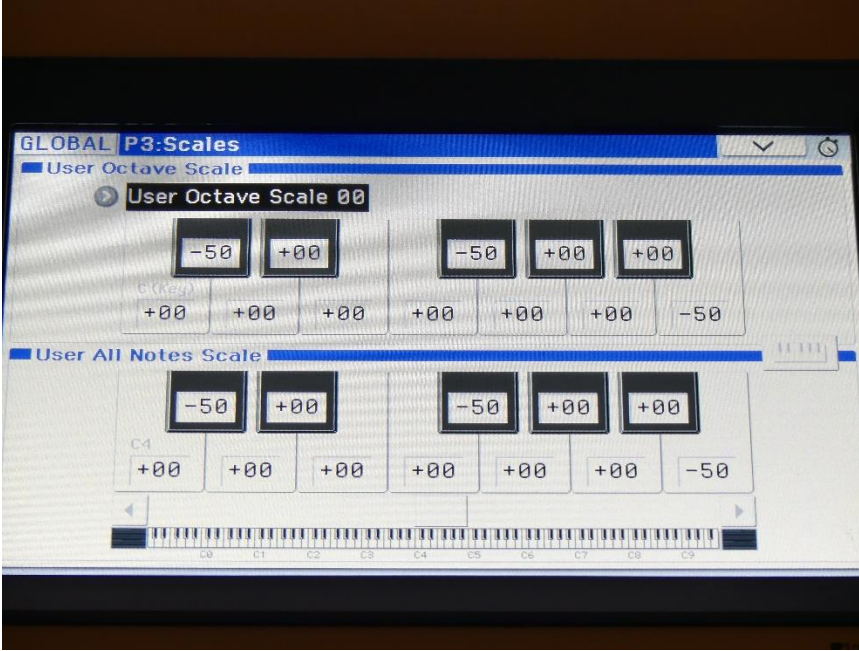 GLOBAL P3:Scales
User Octave Scale
User Octave Scale 00
-50 +00 -50 +00 +00
C(Key)
+00 +00 +00 +00 +00 +00 -50
User All Notes Scale
-50 +00 -50 +00 +00
C4
+00 +00 +00 +00 +00 +00 -50
C0 C1 C2 C3 C4 C5 C6 C7 C8 C9